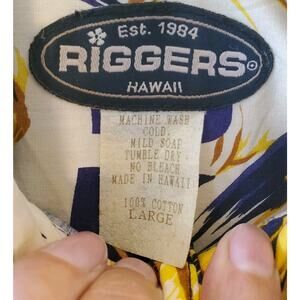 Est. 1984
RiGGERS®
HAWAII
MACHINE WASH
COLD.
MILD SOAP
TUMBLE DRY
NO BLEACH
MADE IN HAWAII
100% COTTON
LARGE